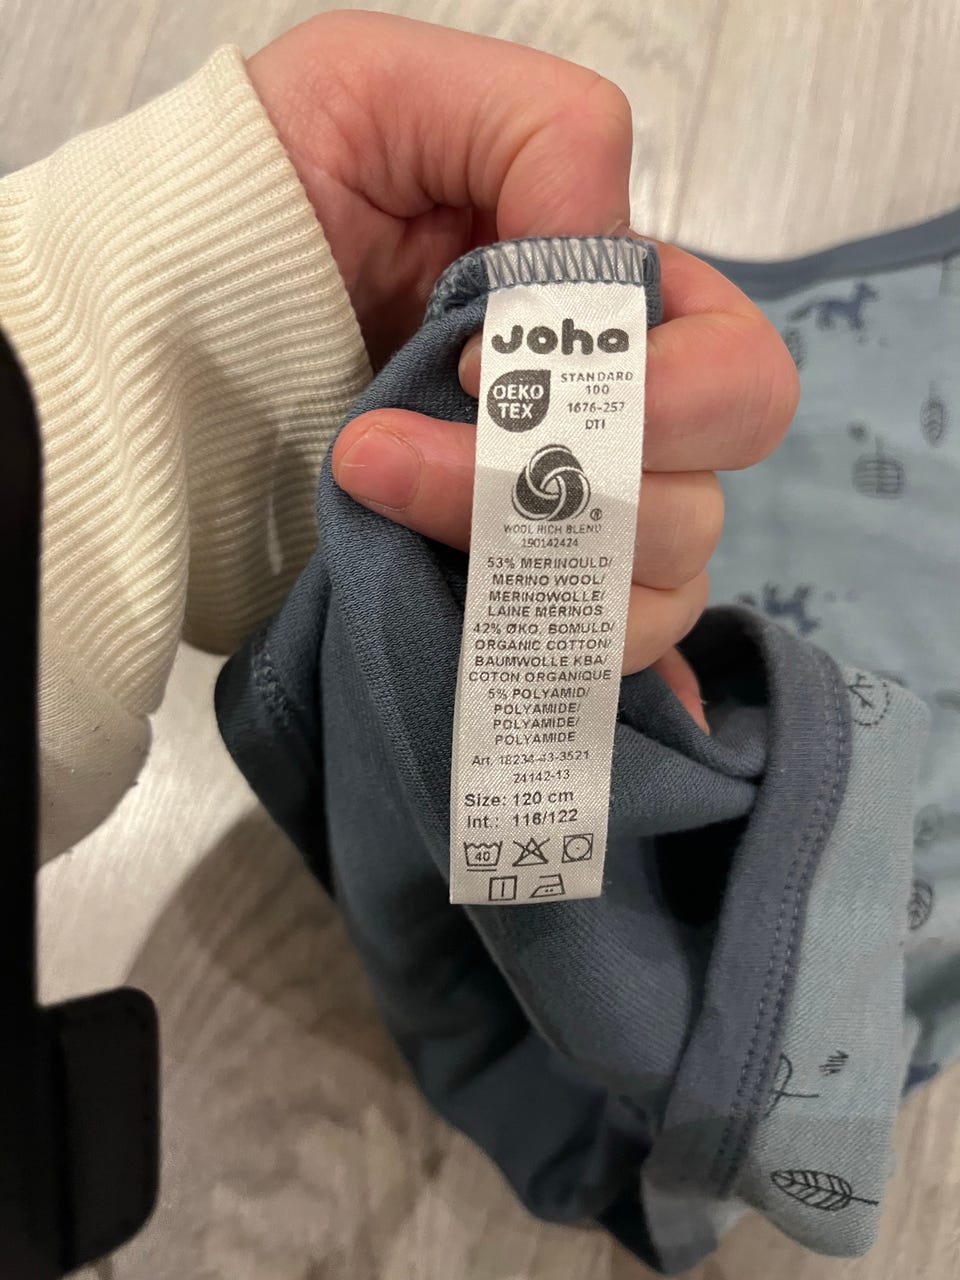 Joha
OEKO
TEX
STANDARD
100
1676-257
DTI
WOOL RICH BLEND
190142424
53% MERINOULD/
MERINO WOOL/
MERINOWOLLE/
LAINE MÉRINOS
42% ØKO. BOMULD/
ORGANIC COTTON/
BAUMWOLLE KBA/
COTON ORGANIQUE
5% POLYAMID/
POLYAMIDE/
POLYAMIDE/
POLYAMIDE
Art. 18234-43-3521
24142-13
Size: 120 cm
Int.: 116/122
40